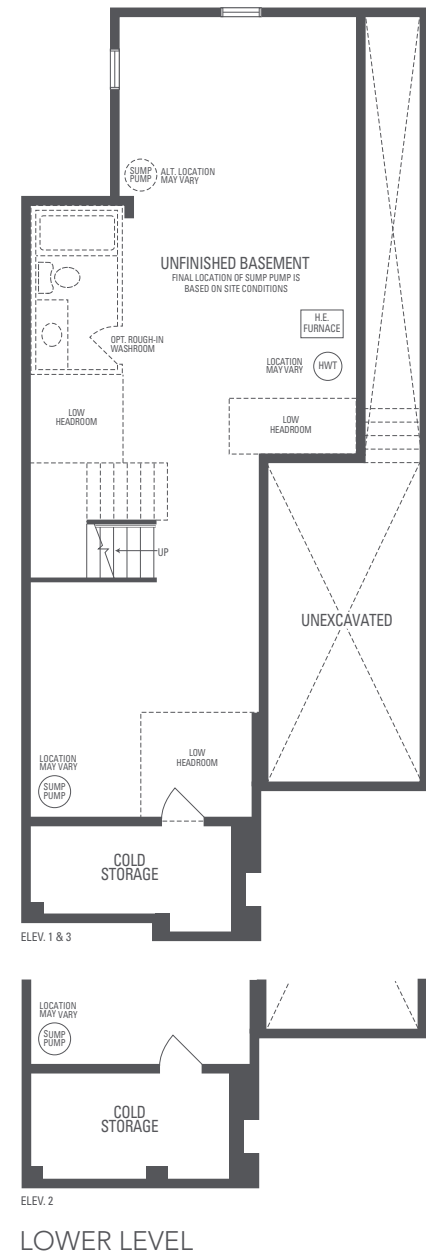 SUMP
PUMP
ALT. LOCATION
MAY VARY
UNFINISHED BASEMENT
FINAL LOCATION OF SUMP PUMP IS
BASED ON SITE CONDITIONS
H.E.
FURNACE
OPT. ROUGH-IN
WASHROOM
LOCATION
MAY VARY
HWT
LOW
HEADROOM
LOW
HEADROOM
UP
UNEXCAVATED
LOW
HEADROOM
LOCATION
MAY VARY
SUMP
PUMP
COLD
STORAGE
ELEV. 1 & 3
LOCATION
MAY VARY
SUMP
PUMP
COLD
STORAGE
ELEV. 2
LOWER LEVEL